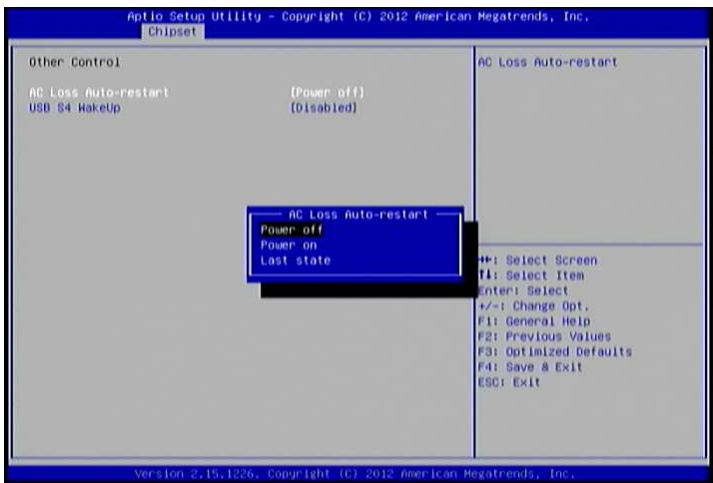 Aptio Setup Utility - Copyright (C) 2012 American Megatrends, Inc.
Chipset
Other Control
AC Loss Auto-restart [Power off]
USB S4 WakeUp [Disabled]
AC Loss Auto-restart
AC Loss Auto-restart
Power off
Power on
Last state
→←: Select Screen
↑↓: Select Item
Enter: Select
+/-: Change Opt.
F1: General Help
F2: Previous Values
F3: Optimized Defaults
F4: Save & Exit
ESC: Exit
Version 2.15.1226. Copyright (C) 2012 American Megatrends, Inc.